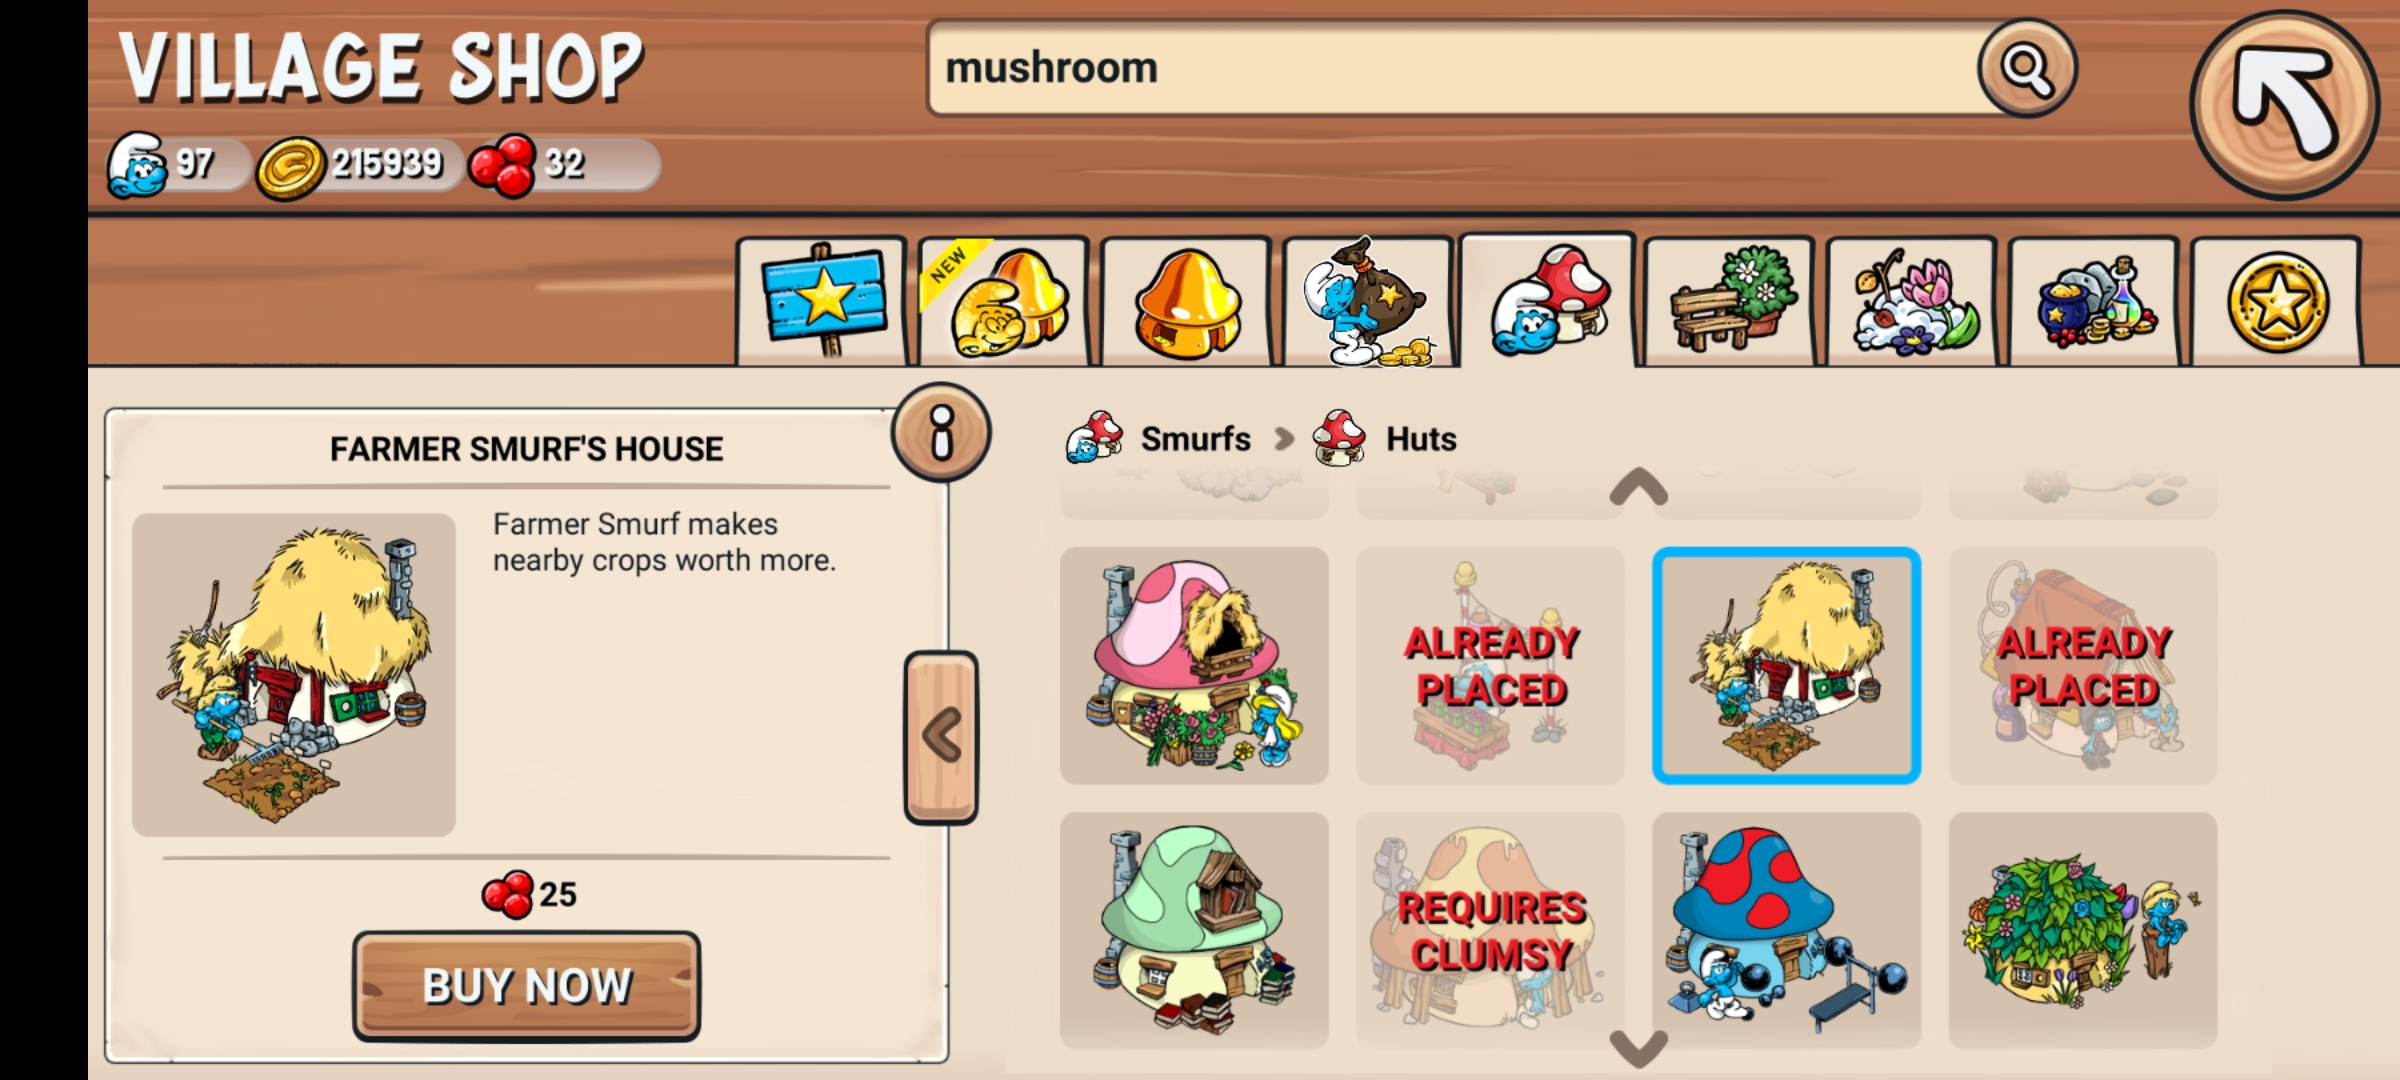 VILLAGE SHOP
mushroom
97
215939
32
NEW
FARMER SMURF'S HOUSE
Farmer Smurf makes
nearby crops worth more.
25
BUY NOW
Smurfs
Huts
ALREADY
PLACED
ALREADY
PLACED
REQUIRES
CLUMSY